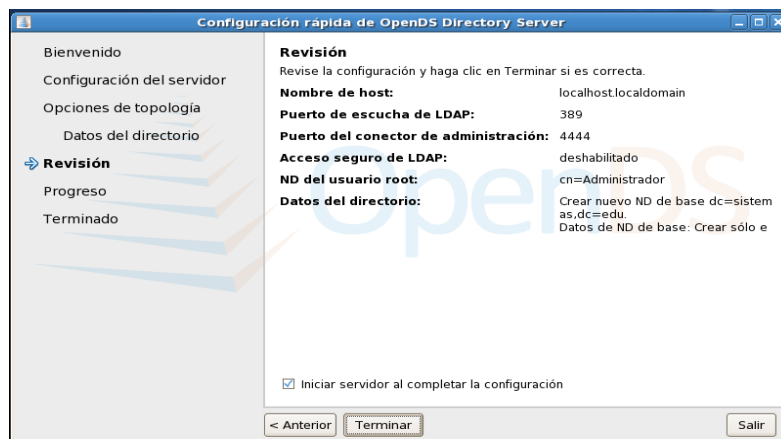 Configuración rápida de OpenDS Directory Server
Bienvenido
Configuración del servidor
Opciones de topología
Datos del directorio
Revisión
Progreso
Terminado
Revisión
Revise la configuración y haga clic en Terminar si es correcta.
Nombre de host: localhost.localdomain
Puerto de escucha de LDAP: 389
Puerto del conector de administración: 4444
Acceso seguro de LDAP: deshabilitado
ND del usuario root: cn=Administrador
Datos del directorio: Crear nuevo ND de base dc=sistem
as,dc=edu.
Datos de ND de base: Crear sólo e
OpenDS
Iniciar servidor al completar la configuración
< Anterior Terminar Salir